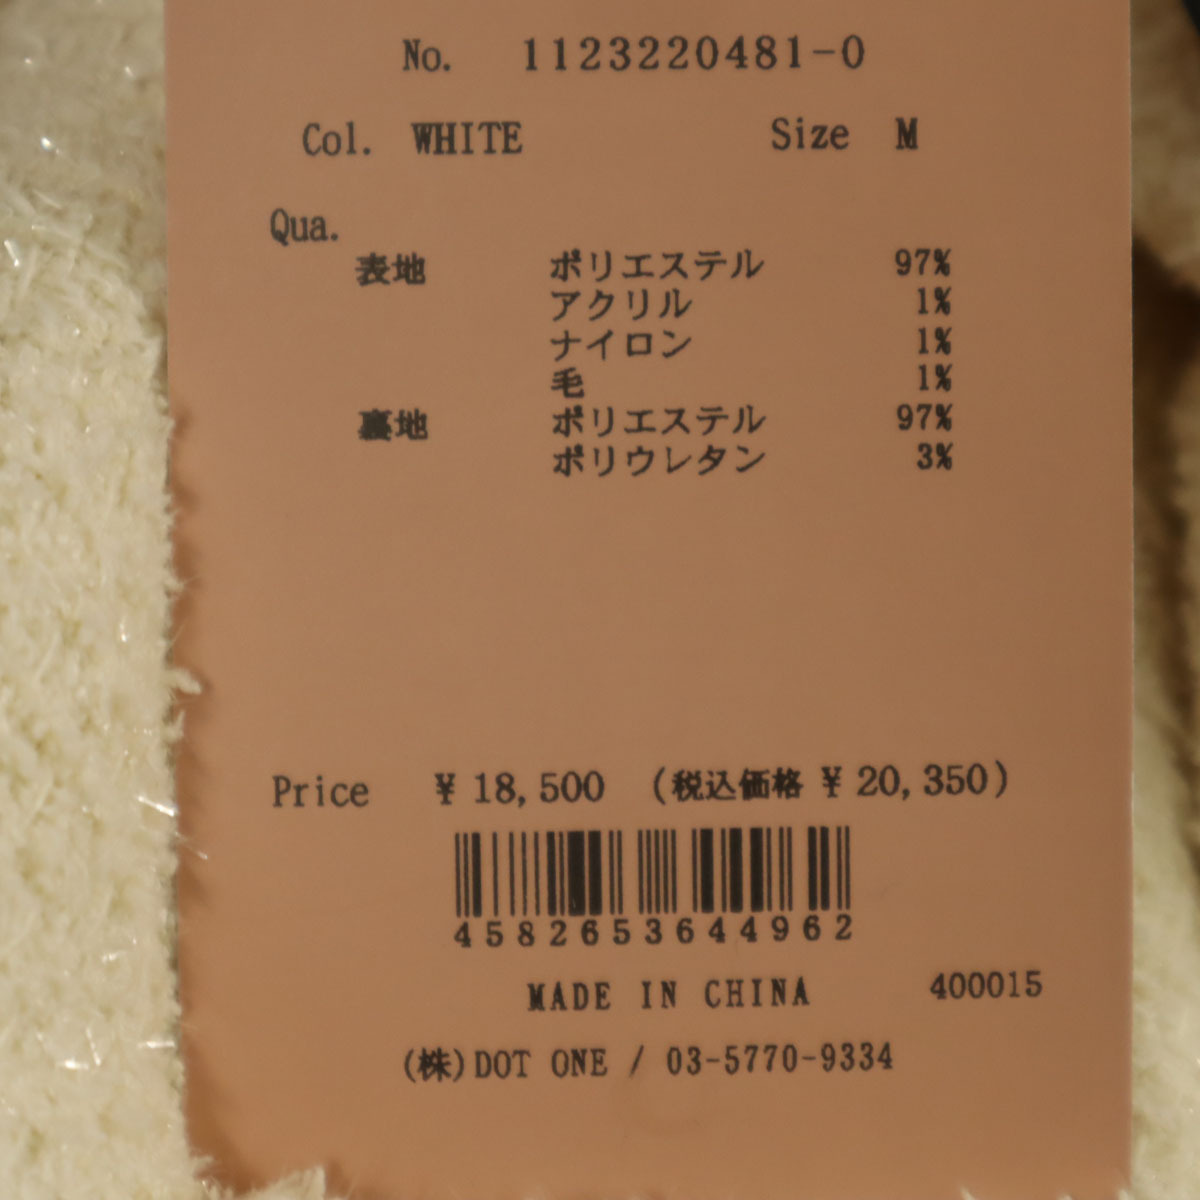 No. 1123220481-0
Col. WHITE Size M
Qua.
表地 ポリエステル 97%
アクリル 1%
ナイロン 1%
毛 1%
裏地 ポリエステル 97%
ポリウレタン 3%
Price ¥ 18,500 (税込価格 ¥ 20,350)
4582653644962
MADE IN CHINA 400015
(株)DOT ONE / 03-5770-9334